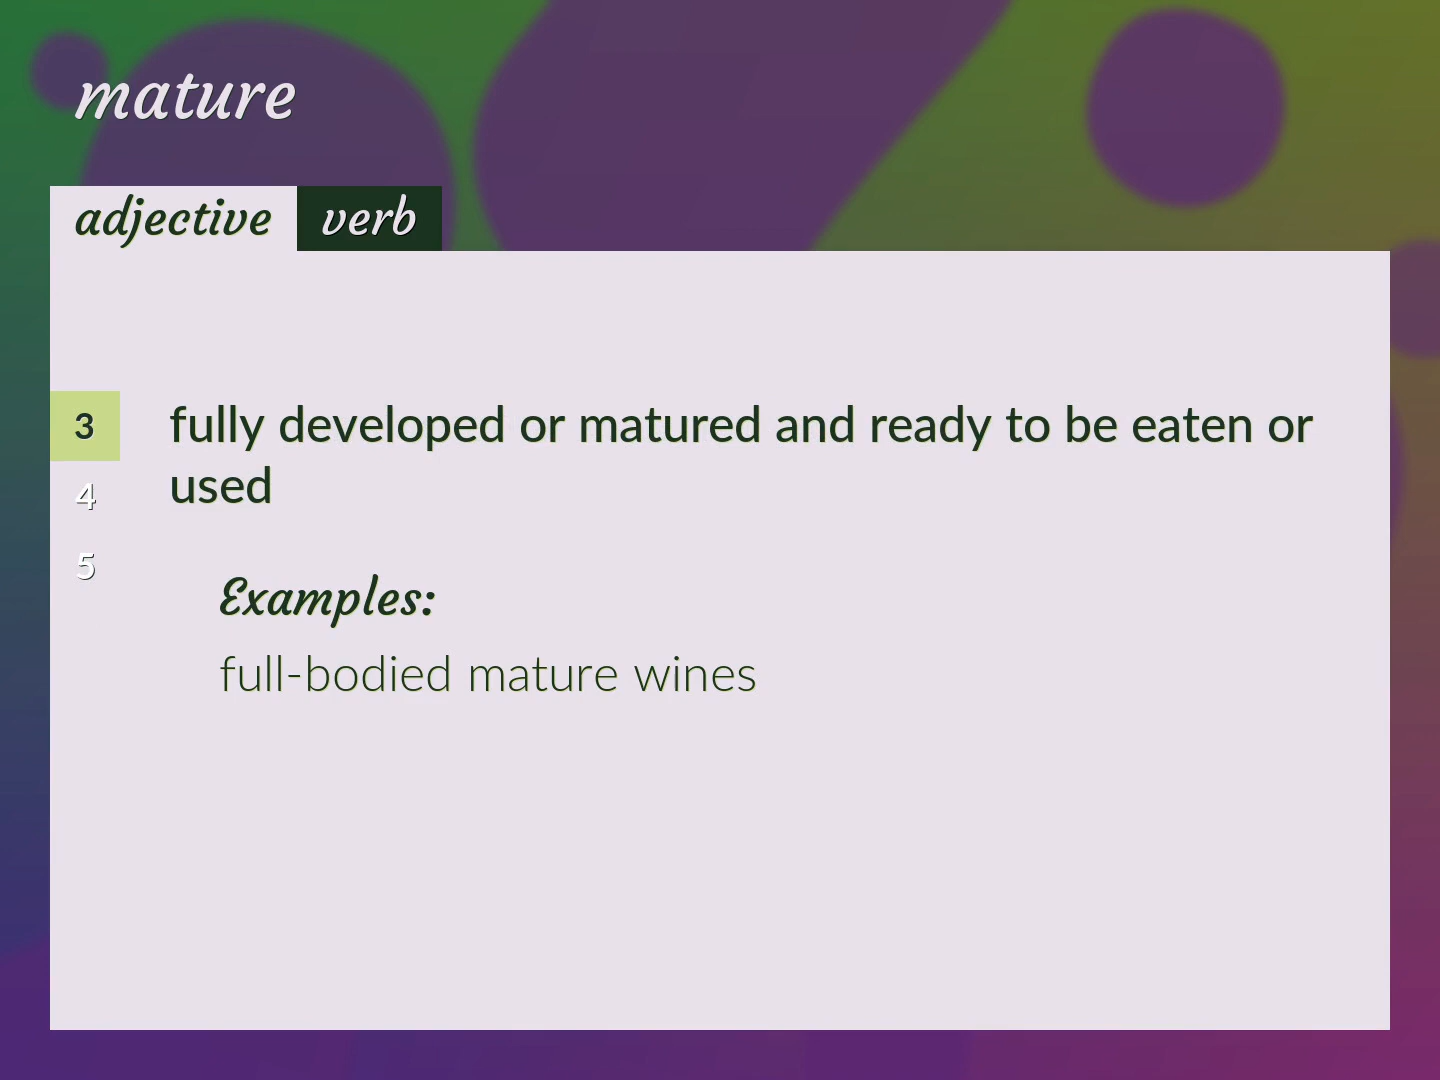 mature
adjective verb
3 fully developed or matured and ready to be eaten or
used
4
5
Examples:
full-bodied mature wines